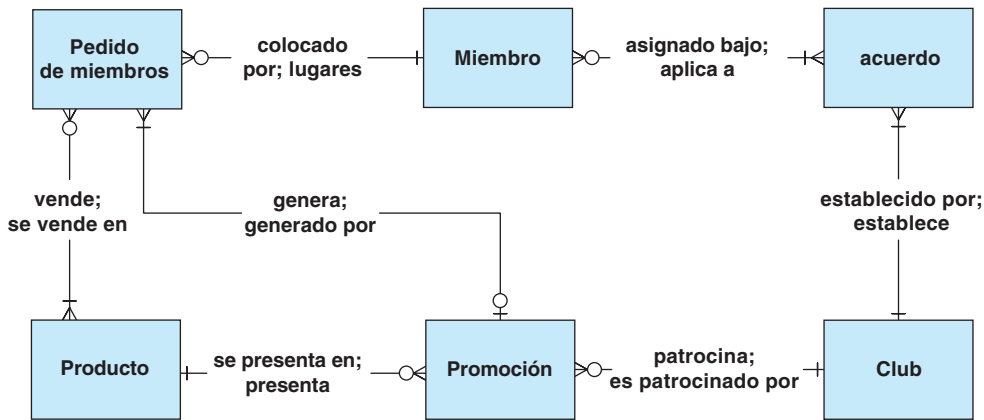 Pedido
de miembros
colocado
por; lugares
Miembro
asignado bajo;
aplica a
acuerdo
vende;
se vende en
genera;
generado por
establecido por;
establece
Producto
se presenta en;
presenta
Promoción
patrocina;
es patrocinado por
Club